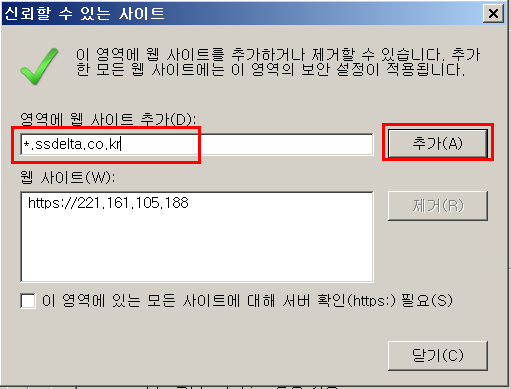 신뢰할 수 있는 사이트
이 영역에 웹 사이트를 추가하거나 제거할 수 있습니다. 추가
한 모든 웹 사이트에는 이 영역의 보안 설정이 적용됩니다.
영역에 웹 사이트 추가(D):
*.ssdelta.co.kr
추가(A)
웹 사이트(W):
https://221.161.105.188
제거(R)
이 영역에 있는 모든 사이트에 대해 서버 확인(https:) 필요(S)
닫기(C)